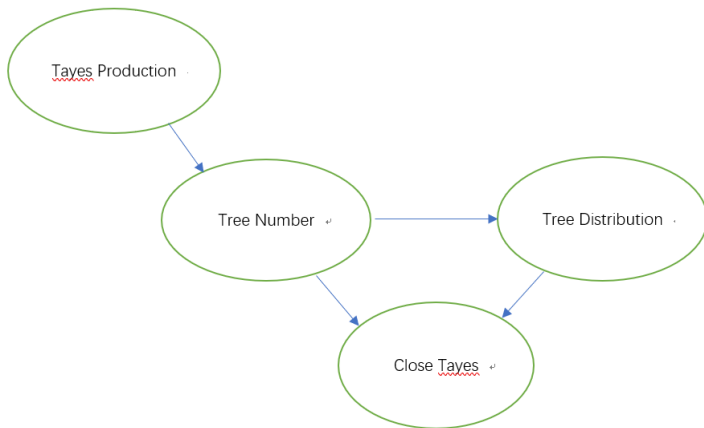 Tayes Production
Tree Number
Tree Distribution
Close Tayes